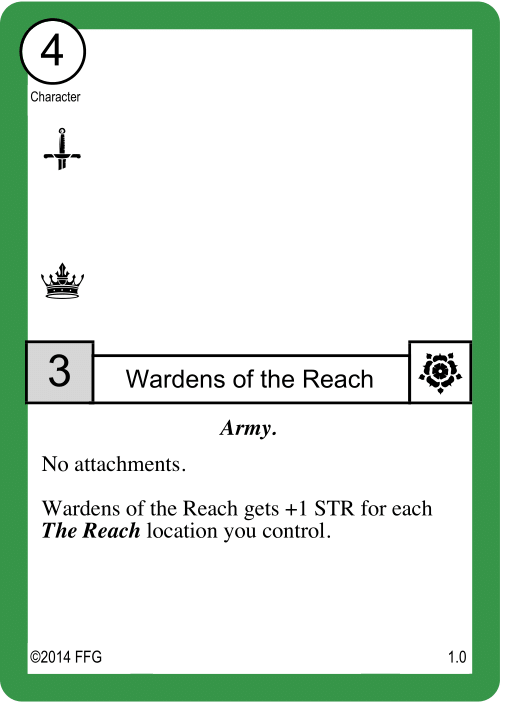 4
Character
3
Wardens of the Reach
Army.
No attachments.
Wardens of the Reach gets +1 STR for each
The Reach location you control.
©2014 FFG
1.0